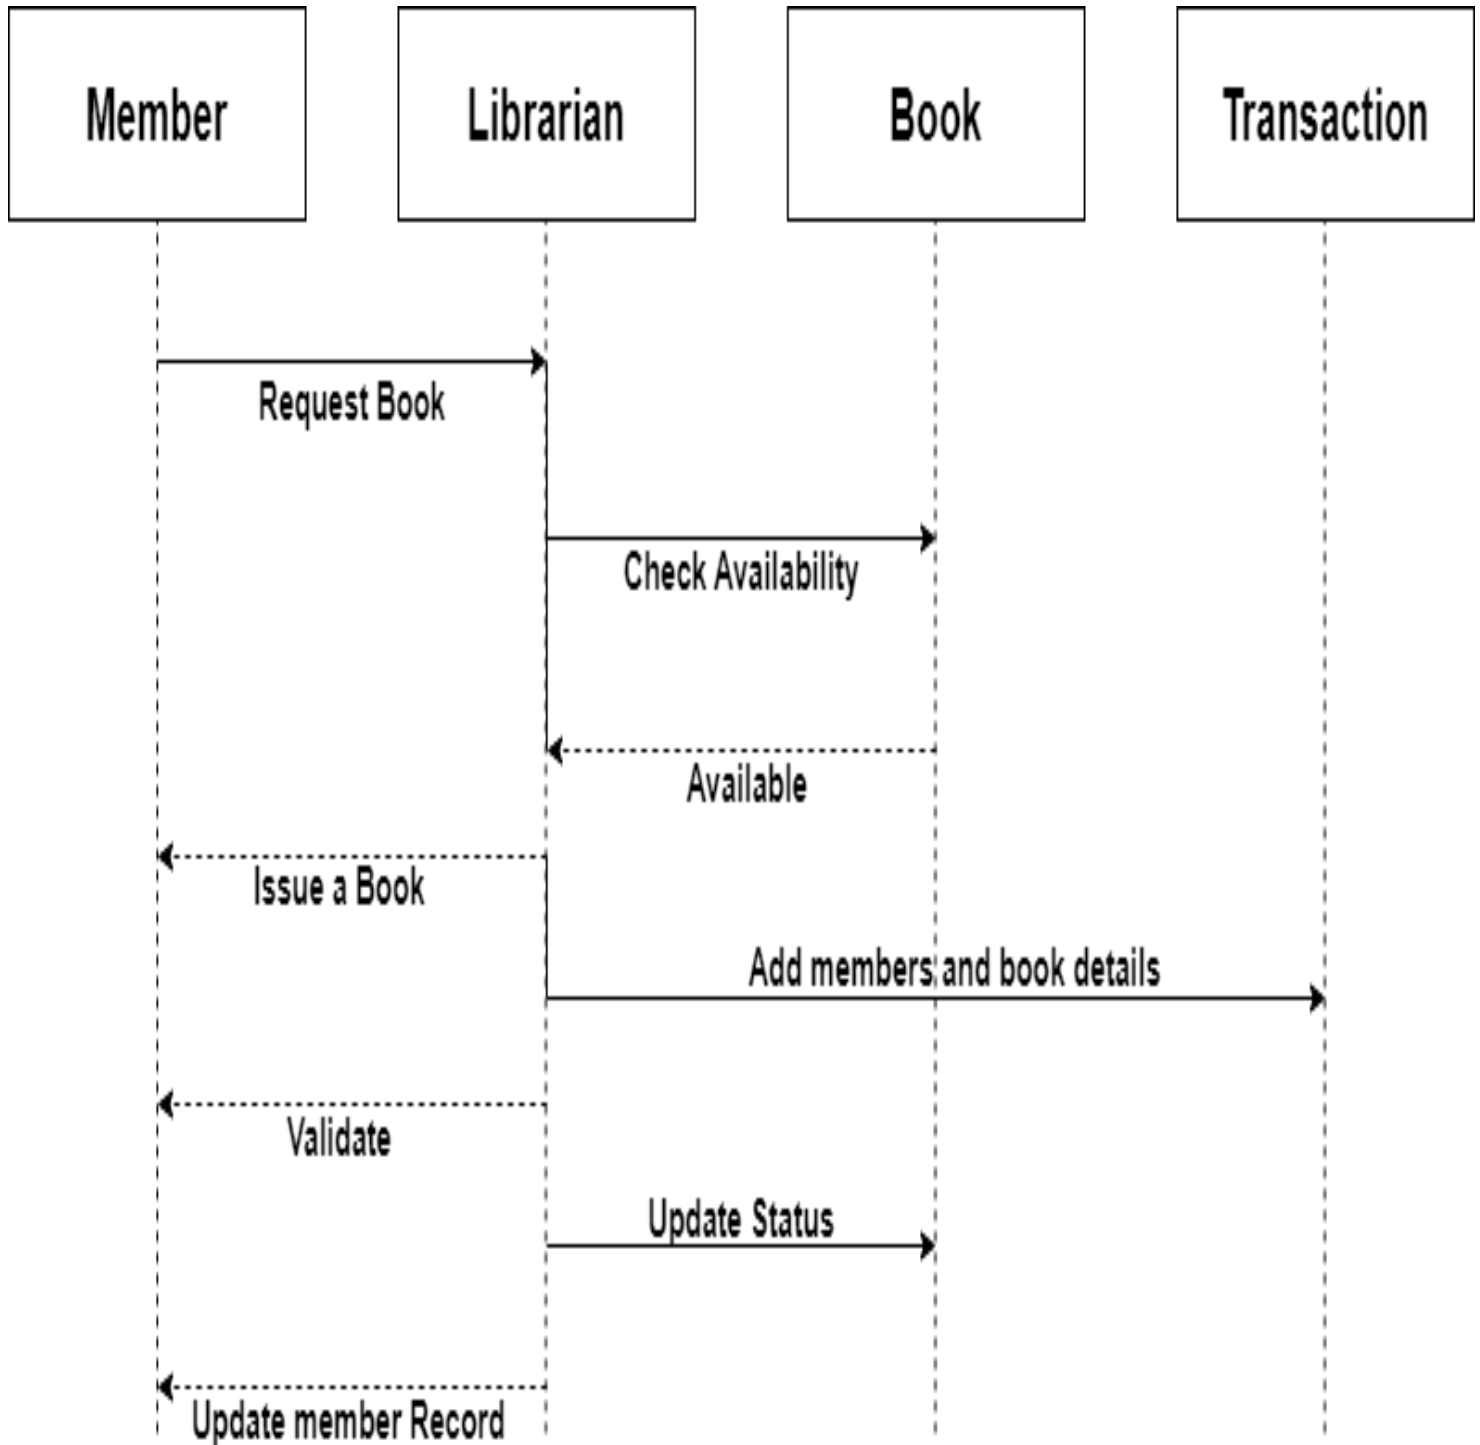 Member
Librarian
Book
Transaction
Request Book
Check Availability
Available
Issue a Book
Add members and book details
Validate
Update Status
Update member Record